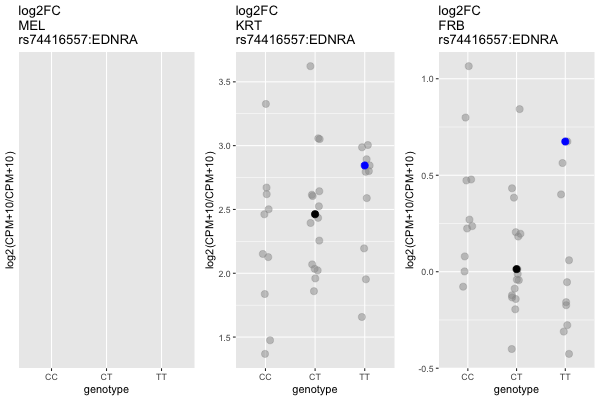 log2FC
MEL
rs74416557:EDNRA
log2(CPM+10/CPM+10)
CC CT TT
genotype
log2FC
KRT
rs74416557:EDNRA
log2(CPM+10/CPM+10)
3.5
3.0
2.5
2.0
1.5
CC CT TT
genotype
log2FC
FRB
rs74416557:EDNRA
log2(CPM+10/CPM+10)
1.0
0.5
0.0
-0.5
CC CT TT
genotype